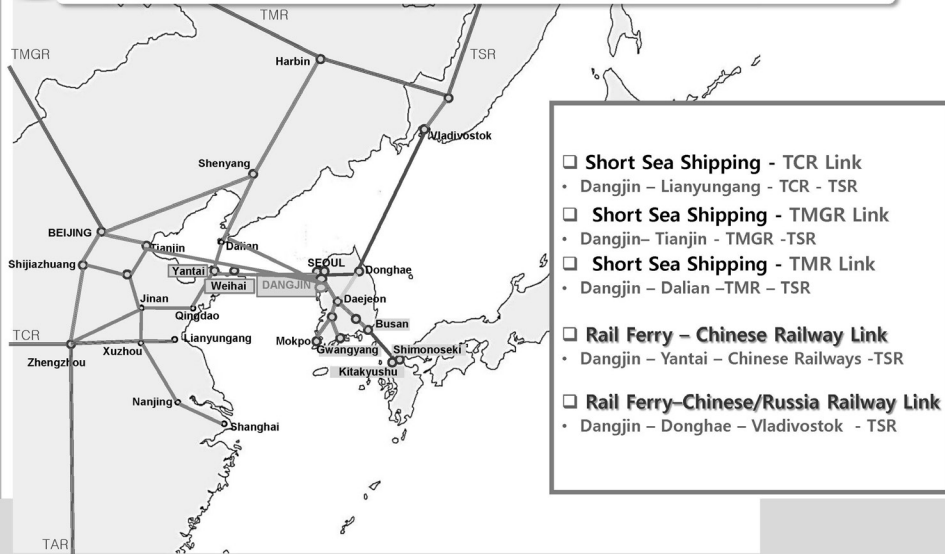 TMR
TMGR
TSR
Harbin
Vladivostok
Shenyang
BEIJING
Tianjin
Dalian
Shijiazhuang
Yantai
SEOUL
Donghae
Weihai
DANGJIN
Jinan
Daejeon
Qingdao
Busan
TCR
Lianyungang
Mokpo
Zhengzhou
Xuzhou
Gwangyang
Shimonoseki
Kitakyushu
Nanjing
Shanghai
TAR
❑ Short Sea Shipping - TCR Link
• Dangjin – Lianyungang - TCR - TSR
❑ Short Sea Shipping - TMGR Link
• Dangjin– Tianjin - TMGR -TSR
❑ Short Sea Shipping - TMR Link
• Dangjin – Dalian –TMR – TSR
❑ Rail Ferry – Chinese Railway Link
• Dangjin – Yantai – Chinese Railways -TSR
❑ Rail Ferry–Chinese/Russia Railway Link
• Dangjin – Donghae – Vladivostok - TSR